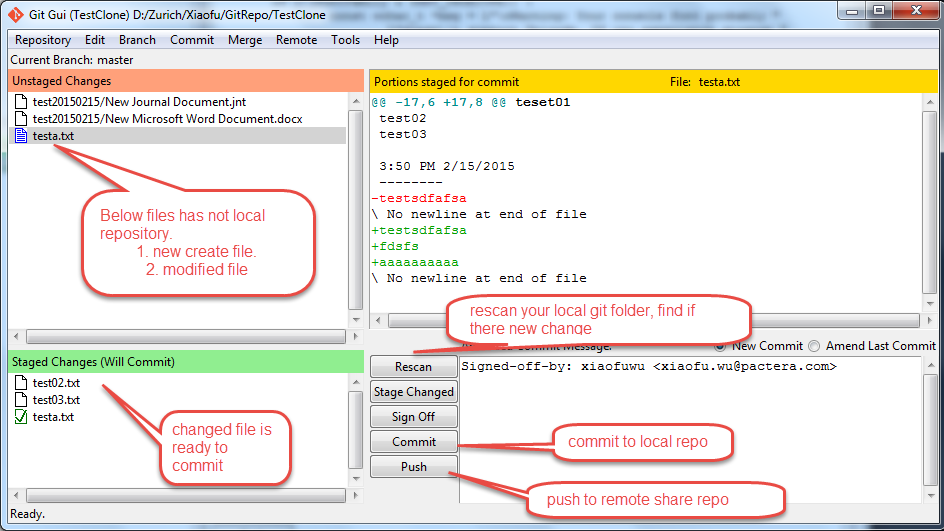 Git Gui (TestClone) D:/Zurich/Xiaofu/GitRepo/TestClone
Repository Edit Branch Commit Merge Remote Tools Help
Current Branch: master
Unstaged Changes
test20150215/New Journal Document.jnt
test20150215/New Microsoft Word Document.docx
testa.txt
Below files has not local
repository.
1. new create file.
2. modified file
Portions staged for commit File: testa.txt
@@ -17,6 +17,8 @@ teset01
test02
test03
3:50 PM 2/15/2015
--------
-testsdfafsa
\ No newline at end of file
+testsdfafsa
+fdsfs
+aaaaaaaaaa
\ No newline at end of file
rescan your local git folder, find if
there new change
Commit Message: New Commit Amend Last Commit
Staged Changes (Will Commit)
test02.txt
test03.txt
testa.txt
changed file is
ready to
commit
Rescan
Stage Changed
Sign Off
Commit
Push
Signed-off-by: xiaofuwu <xiaofu.wu@pactera.com>
commit to local repo
push to remote share repo
Ready.